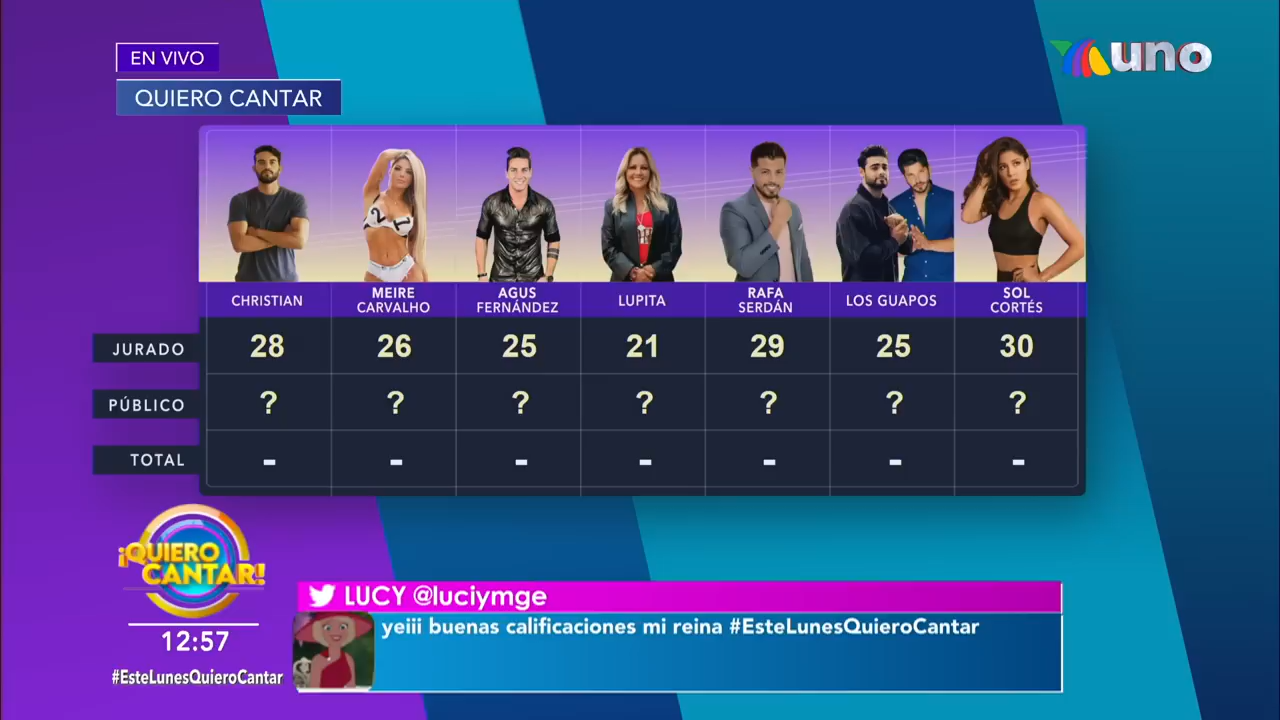 EN VIVO
uno
QUIERO CANTAR
CHRISTIAN
MEIRE
CARVALHO
AGUS
FERNÁNDEZ
LUPITA
RAFA
SERDÁN
LOS GUAPOS
SOL
CORTÉS
JURADO 28 26 25 21 29 25 30
PÚBLICO ? ? ? ? ? ? ?
TOTAL - - - - - - -
¡QUIERO
CANTAR!
12:57
#EsteLunesQuieroCantar
LUCY @luciymge
yeiii buenas calificaciones mi reina #EsteLunesQuieroCantar